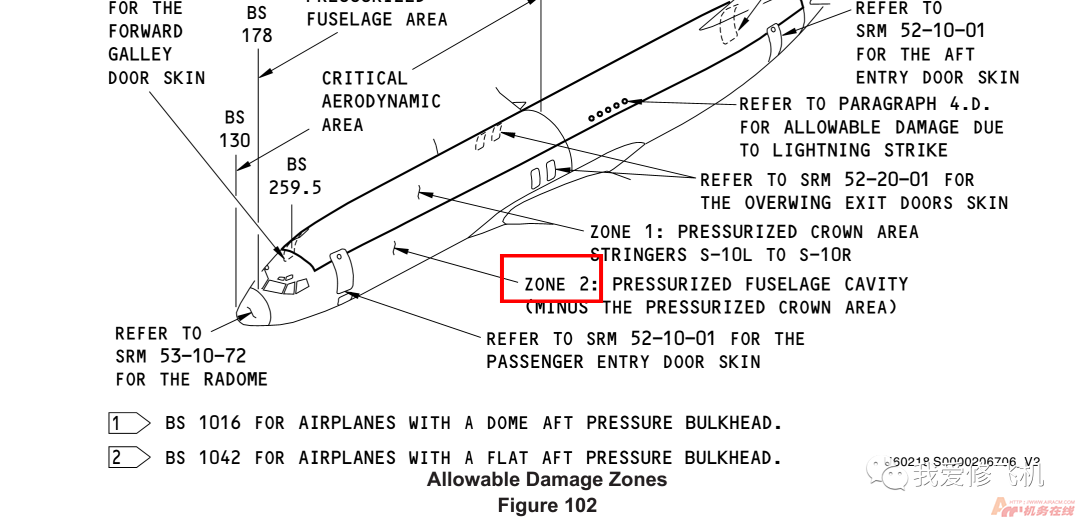 FOR THE
FORWARD
GALLEY
DOOR SKIN
BS
178
PRESSURIZED
FUSELAGE AREA
REFER TO
SRM 52-10-01
FOR THE AFT
ENTRY DOOR SKIN
CRITICAL
AERODYNAMIC
AREA
BS
130
BS
259.5
REFER TO PARAGRAPH 4.D.
FOR ALLOWABLE DAMAGE DUE
TO LIGHTNING STRIKE
REFER TO SRM 52-20-01 FOR
THE OVERWING EXIT DOORS SKIN
ZONE 1: PRESSURIZED CROWN AREA
STRINGERS S-10L TO S-10R
ZONE 2: PRESSURIZED FUSELAGE CAVITY
(MINUS THE PRESSURIZED CROWN AREA)
REFER TO
SRM 53-10-72
FOR THE RADOME
REFER TO SRM 52-10-01 FOR THE
PASSENGER ENTRY DOOR SKIN
1 BS 1016 FOR AIRPLANES WITH A DOME AFT PRESSURE BULKHEAD.
2 BS 1042 FOR AIRPLANES WITH A FLAT AFT PRESSURE BULKHEAD.
Allowable Damage Zones
Figure 102
我爱修飞机
机务在线